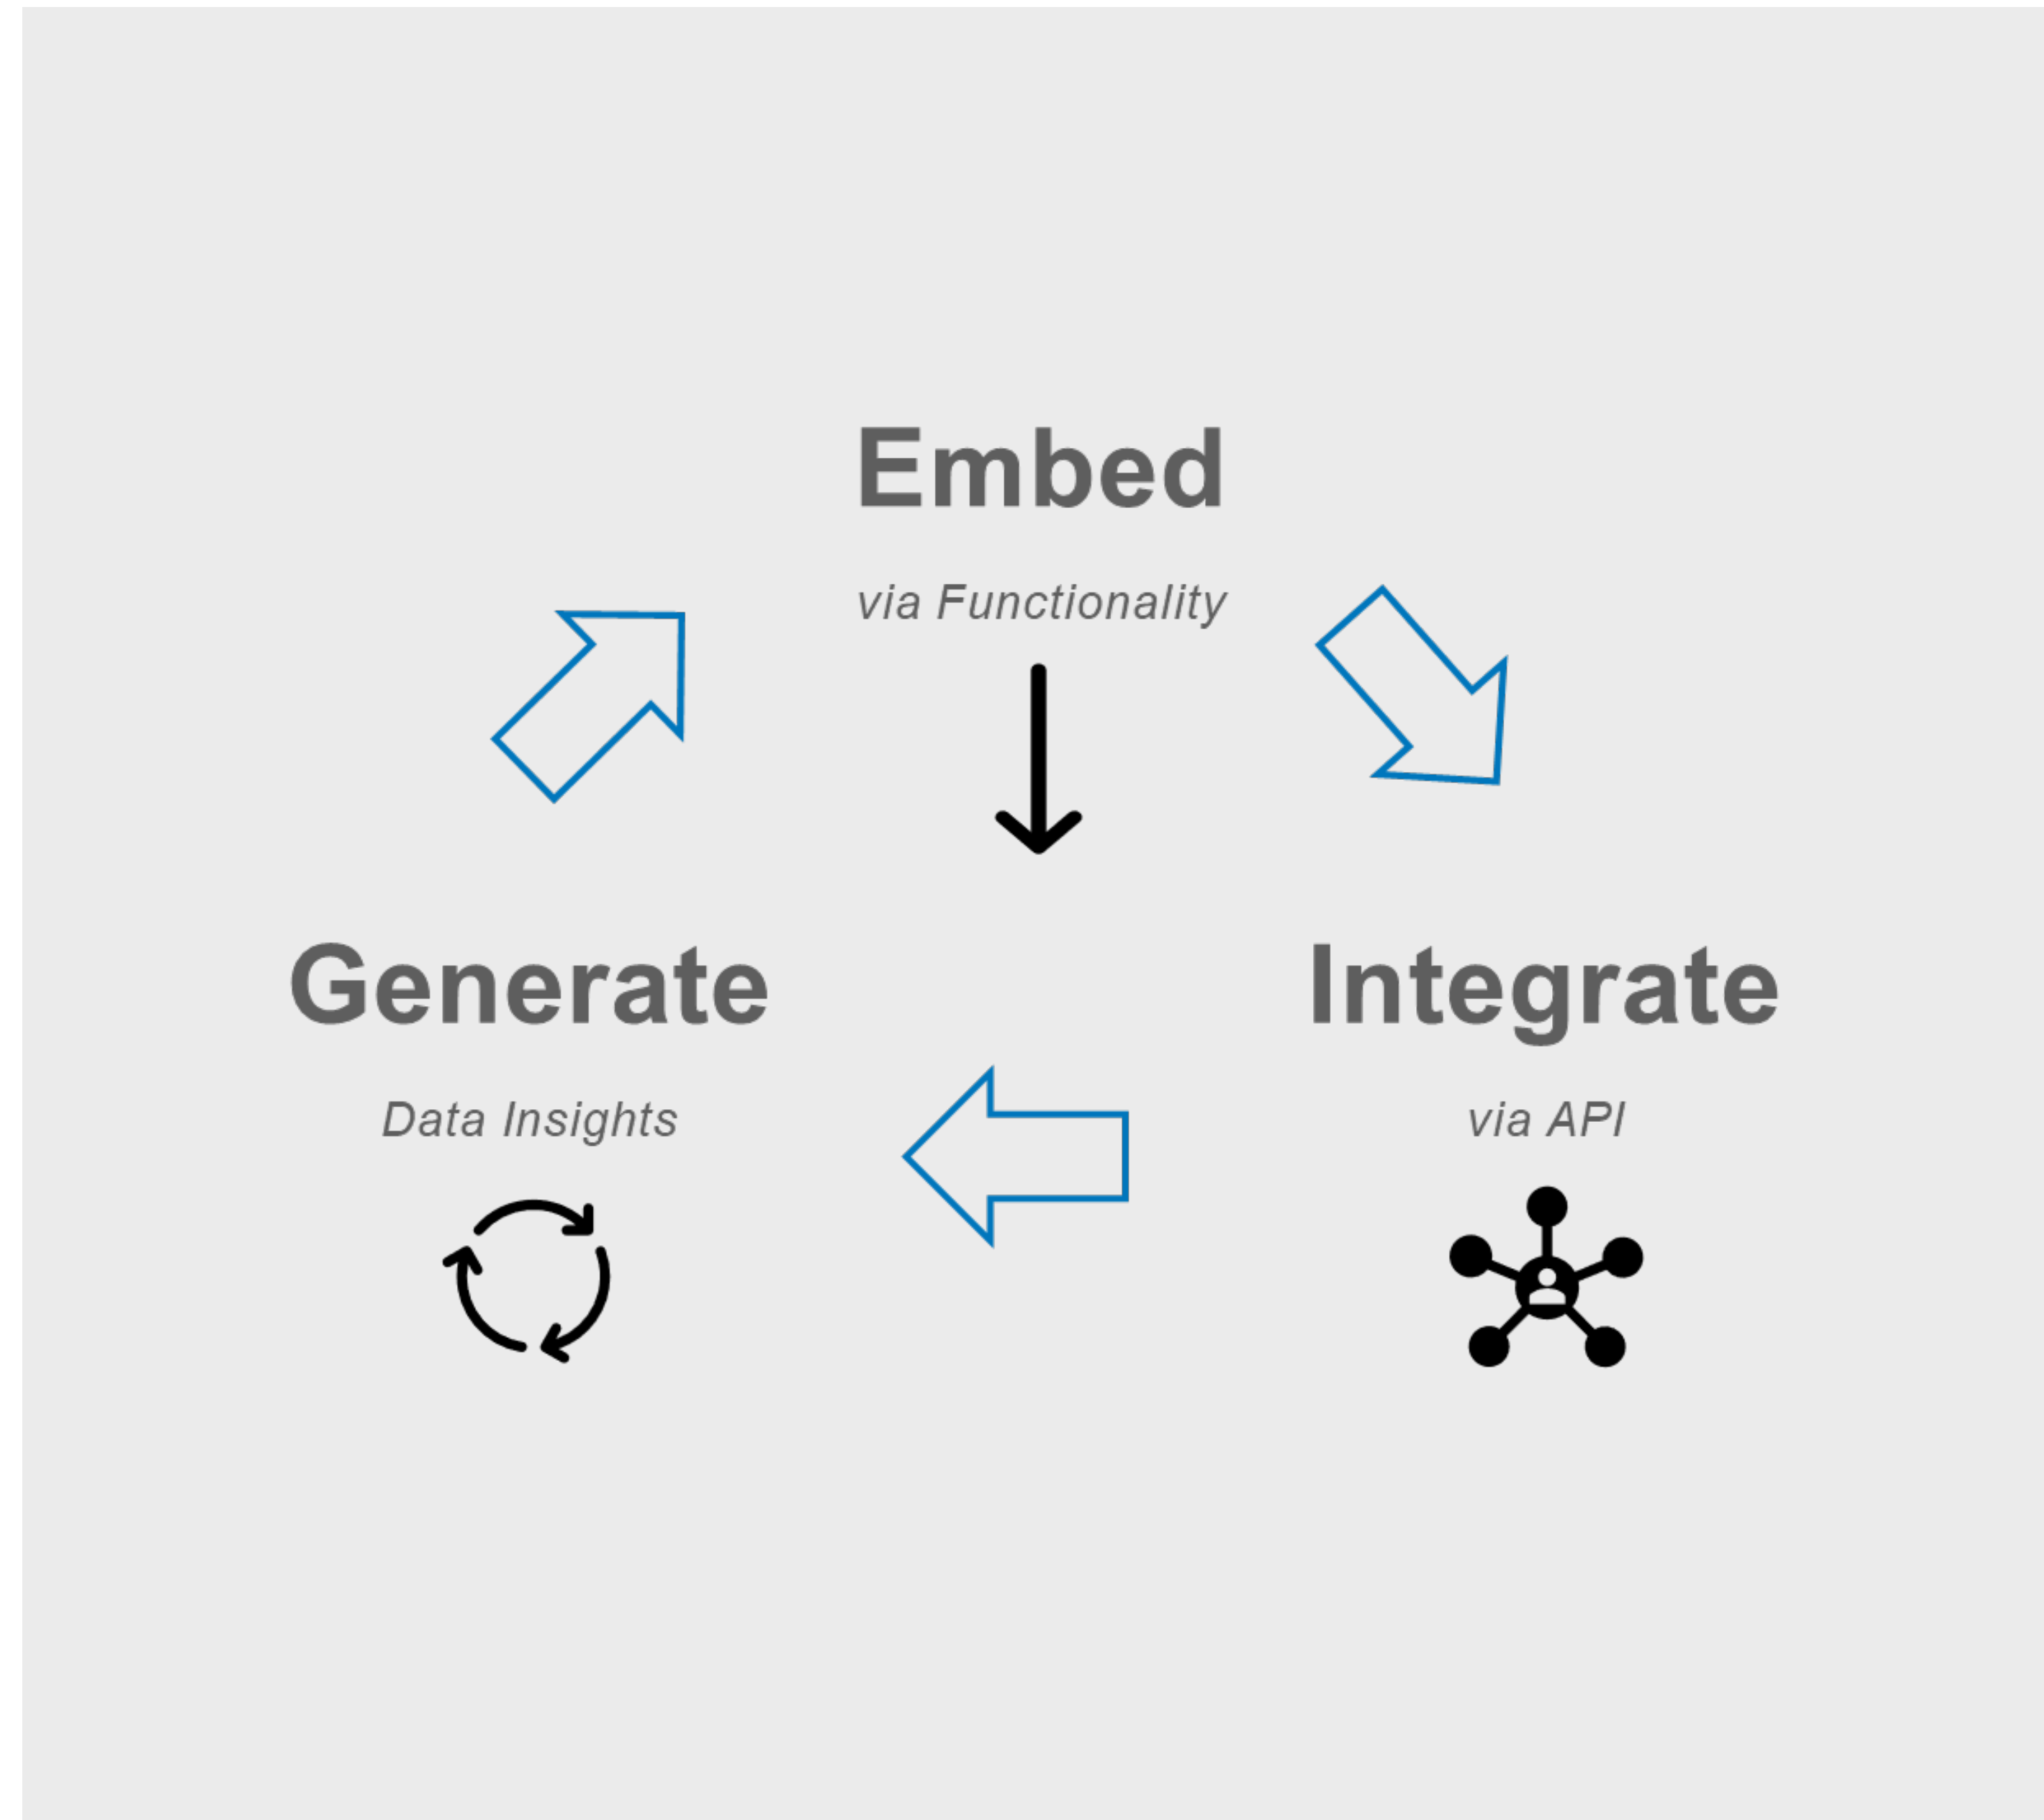 Embed
via Functionality
Generate
Integrate
Data Insights
via API